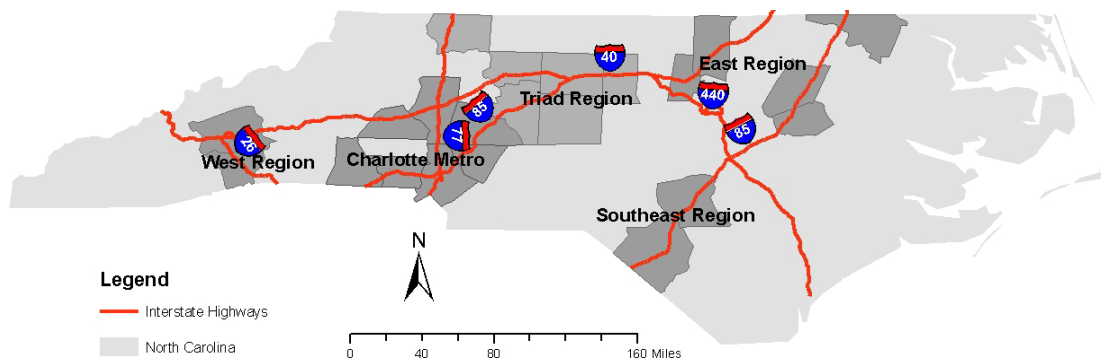 40
East Region
440
85
Triad Region
85
77
26
West Region
Charlotte Metro
Southeast Region
N
Legend
Interstate Highways
North Carolina
0 40 80 160 Miles